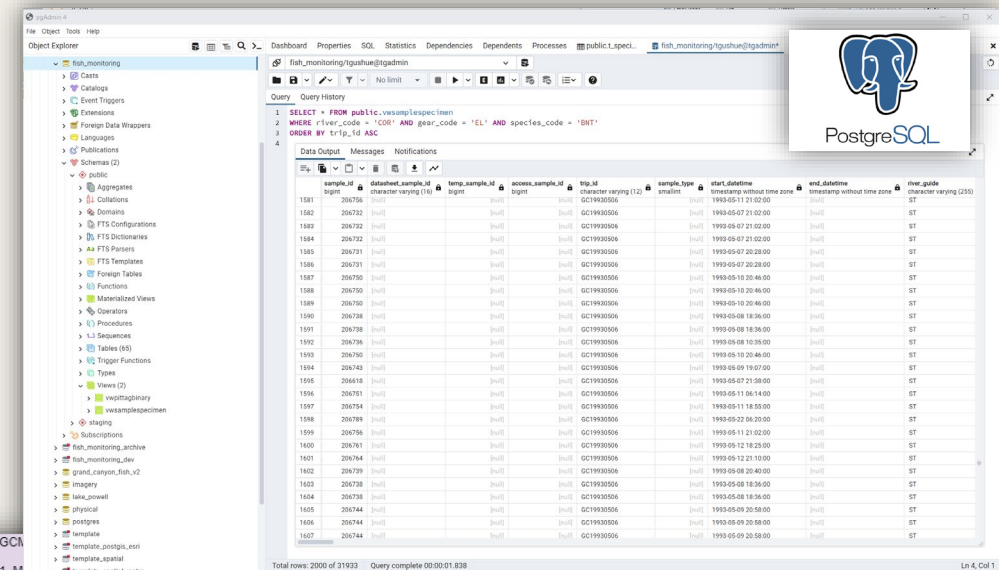 pgAdmin 4
File Object Tools Help
Object Explorer
Dashboard Properties SQL Statistics Dependencies Dependents Processes public.t_speci... fish_monitoring/tgushue@tgadmin*
fish_monitoring/tgushue@tgadmin
No limit
Query Query History
1 SELECT * FROM public.vwsamplespecimen
2 WHERE river_code = 'COR' AND gear_code = 'EL' AND species_code = 'BNT'
3 ORDER BY trip_id ASC
4
PostgreSQL
fish_monitoring
Casts
Catalogs
Event Triggers
Extensions
Foreign Data Wrappers
Languages
Publications
Schemas (2)
public
Aggregates
Collations
Domains
FTS Configurations
FTS Dictionaries
FTS Parsers
FTS Templates
Foreign Tables
Functions
Materialized Views
Operators
Procedures
1..3 Sequences
Tables (65)
Trigger Functions
Types
Views (2)
vwpittagbinary
vwsamplespecimen
staging
Subscriptions
fish_monitoring_archive
fish_monitoring_dev
grand_canyon_fish_v2
imagery
lake_powell
physical
postgres
template
template_postgis_esri
template_spatial
Data Output Messages Notifications
sample_id datasheet_sample_id temp_sample_id access_sample_id trip_id sample_type start_datetime end_datetime river_guide
bigint character varying (16) bigint bigint character varying (12) smallint timestamp without time zone timestamp without time zone character varying (255)
1581 206756 [null] [null] [null] GC19930506 [null] 1993-05-11 21:02:00 [null] ST
1582 206732 [null] [null] [null] GC19930506 [null] 1993-05-07 21:02:00 [null] ST
1583 206732 [null] [null] [null] GC19930506 [null] 1993-05-07 21:02:00 [null] ST
1584 206732 [null] [null] [null] GC19930506 [null] 1993-05-07 21:02:00 [null] ST
1585 206731 [null] [null] [null] GC19930506 [null] 1993-05-07 20:28:00 [null] ST
1586 206731 [null] [null] [null] GC19930506 [null] 1993-05-07 20:28:00 [null] ST
1587 206750 [null] [null] [null] GC19930506 [null] 1993-05-10 20:46:00 [null] ST
1588 206750 [null] [null] [null] GC19930506 [null] 1993-05-10 20:46:00 [null] ST
1589 206750 [null] [null] [null] GC19930506 [null] 1993-05-10 20:46:00 [null] ST
1590 206738 [null] [null] [null] GC19930506 [null] 1993-05-08 18:36:00 [null] ST
1591 206738 [null] [null] [null] GC19930506 [null] 1993-05-08 18:36:00 [null] ST
1592 206736 [null] [null] [null] GC19930506 [null] 1993-05-08 10:35:00 [null] ST
1593 206750 [null] [null] [null] GC19930506 [null] 1993-05-10 20:46:00 [null] ST
1594 206743 [null] [null] [null] GC19930506 [null] 1993-05-09 19:07:00 [null] ST
1595 206618 [null] [null] [null] GC19930506 [null] 1993-05-07 21:38:00 [null] ST
1596 206751 [null] [null] [null] GC19930506 [null] 1993-05-11 06:14:00 [null] ST
1597 206754 [null] [null] [null] GC19930506 [null] 1993-05-11 18:55:00 [null] ST
1598 206789 [null] [null] [null] GC19930506 [null] 1993-05-22 06:20:00 [null] ST
1599 206756 [null] [null] [null] GC19930506 [null] 1993-05-11 21:02:00 [null] ST
1600 206761 [null] [null] [null] GC19930506 [null] 1993-05-12 18:25:00 [null] ST
1601 206764 [null] [null] [null] GC19930506 [null] 1993-05-12 21:10:00 [null] ST
1602 206739 [null] [null] [null] GC19930506 [null] 1993-05-08 20:40:00 [null] ST
1603 206738 [null] [null] [null] GC19930506 [null] 1993-05-08 18:36:00 [null] ST
1604 206738 [null] [null] [null] GC19930506 [null] 1993-05-08 18:36:00 [null] ST
1605 206744 [null] [null] [null] GC19930506 [null] 1993-05-09 20:58:00 [null] ST
1606 206744 [null] [null] [null] GC19930506 [null] 1993-05-09 20:58:00 [null] ST
1607 206744 [null] [null] [null] GC19930506 [null] 1993-05-09 20:58:00 [null] ST
Total rows: 2000 of 31933 Query complete 00:00:01.838 Ln 4, Col 1